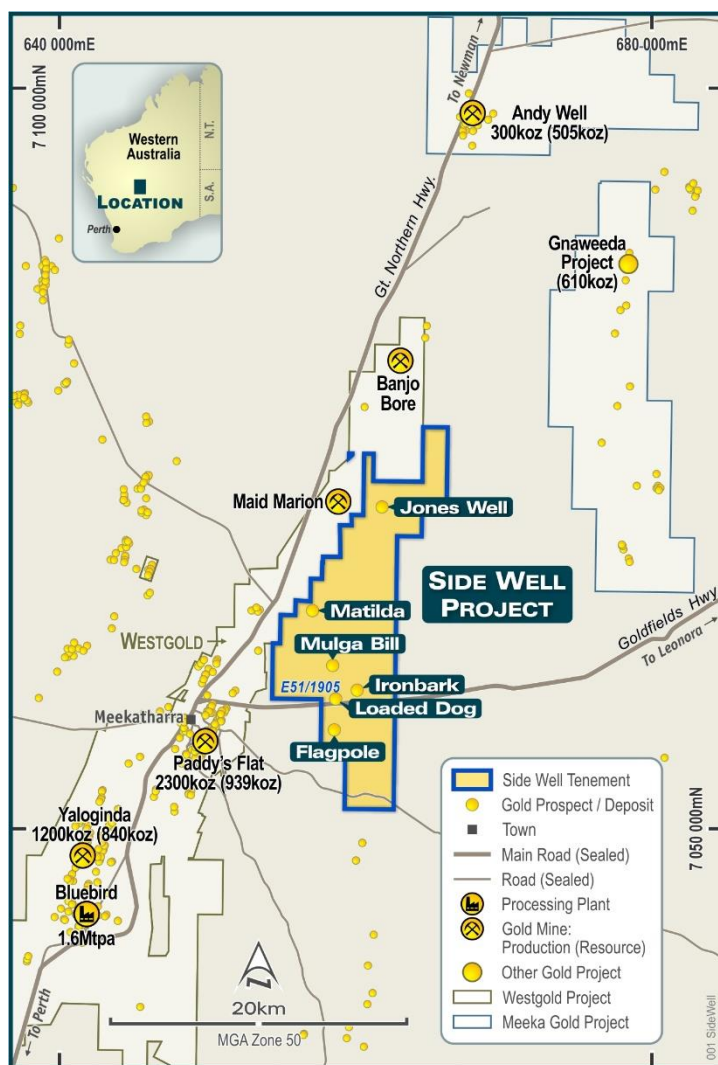 640 000mE
680 000mE
7 100 000mN
To Newman →
Andy Well
300koz (505koz)
Western
Australia
N.T.
S.A.
LOCATION
Perth
Gt. Northern Hwy.
Gnaweeda
Project
(610koz)
Banjo
Bore
Maid Marion
Jones Well
SIDE WELL
PROJECT
Matilda
Goldfields Hwy
To Leonora →
WESTGOLD →
Mulga Bill
E51/1905
Ironbark
Loaded Dog
Meekatharra
Flagpole
Paddy's Flat
2300koz (939koz)
Yaloginda
1200koz (840koz)
7 050 000mN
Bluebird
1.6Mtpa
← To Perth
N
20km
MGA Zone 50
Side Well Tenement
Gold Prospect / Deposit
Town
Main Road (Sealed)
Road (Sealed)
Processing Plant
Gold Mine:
Production (Resource)
Other Gold Project
Westgold Project
Meeka Gold Project
001 SideWell